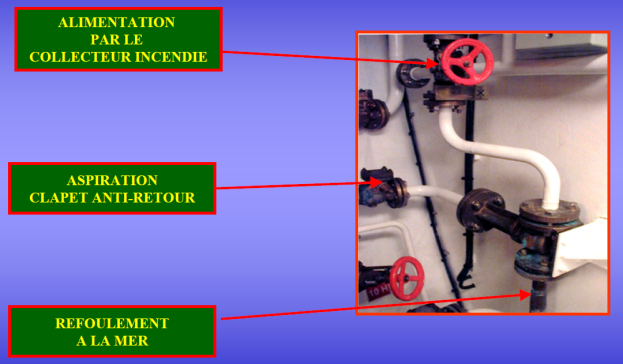 ALIMENTATION
PAR LE
COLLECTEUR INCENDIE
ASPIRATION
CLAPET ANTI-RETOUR
REFOULEMENT
A LA MER